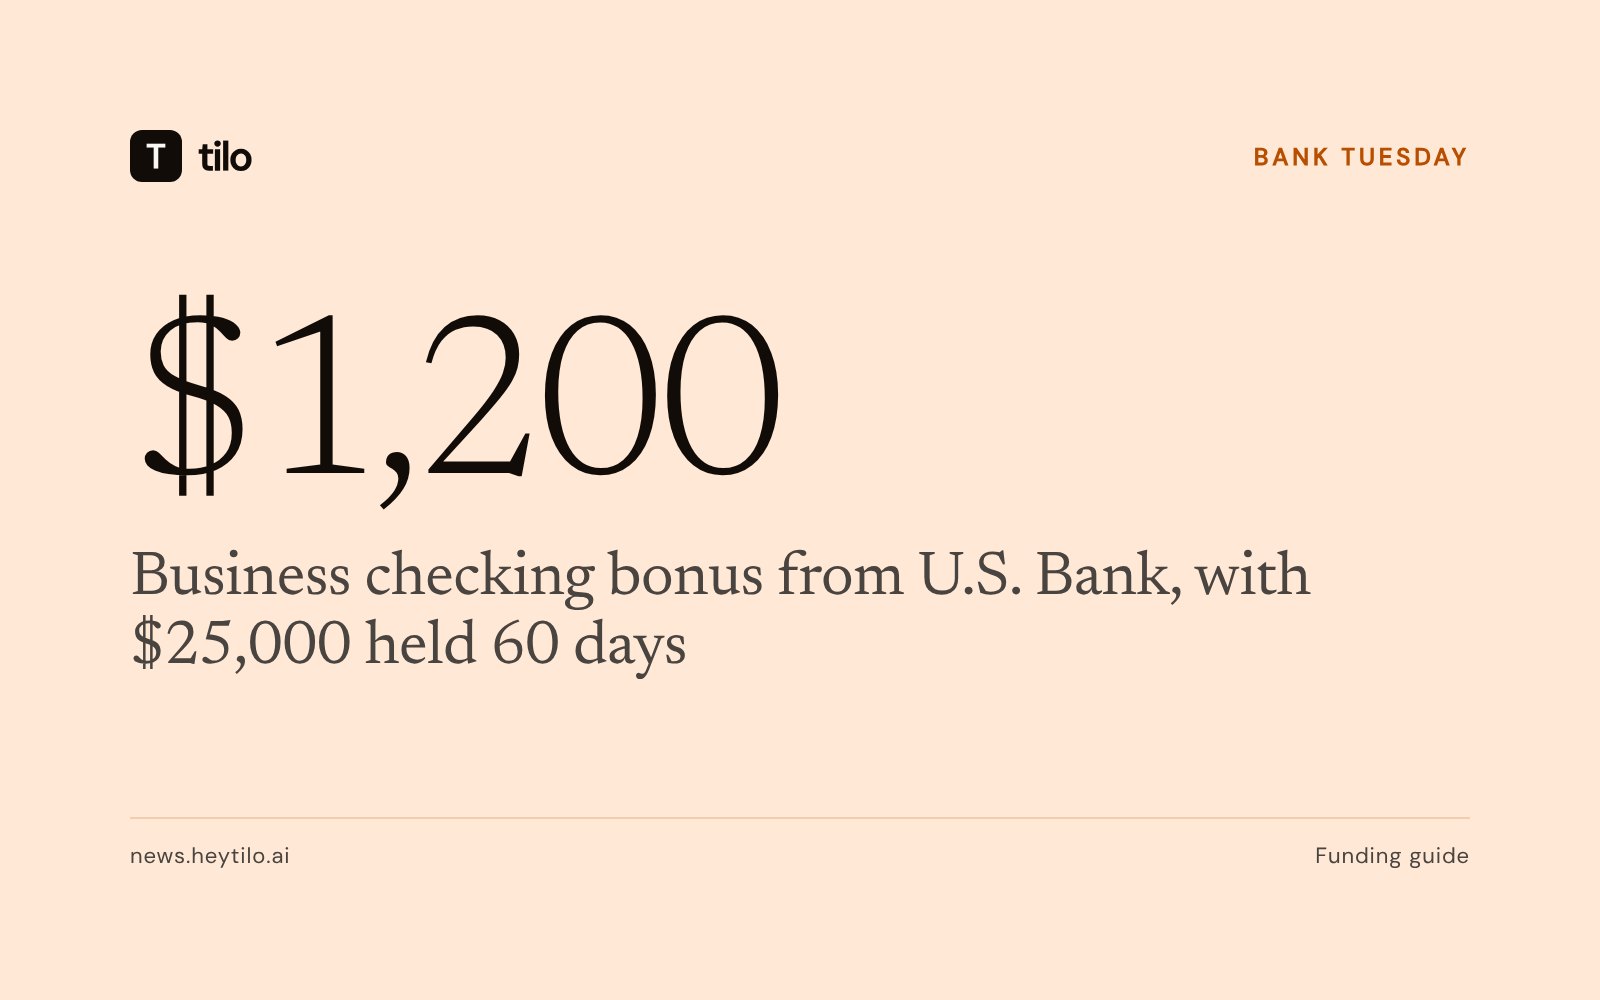 T tilo
BANK TUESDAY
$1,200
Business checking bonus from U.S. Bank, with
$25,000 held 60 days
news.heytilo.ai
Funding guide